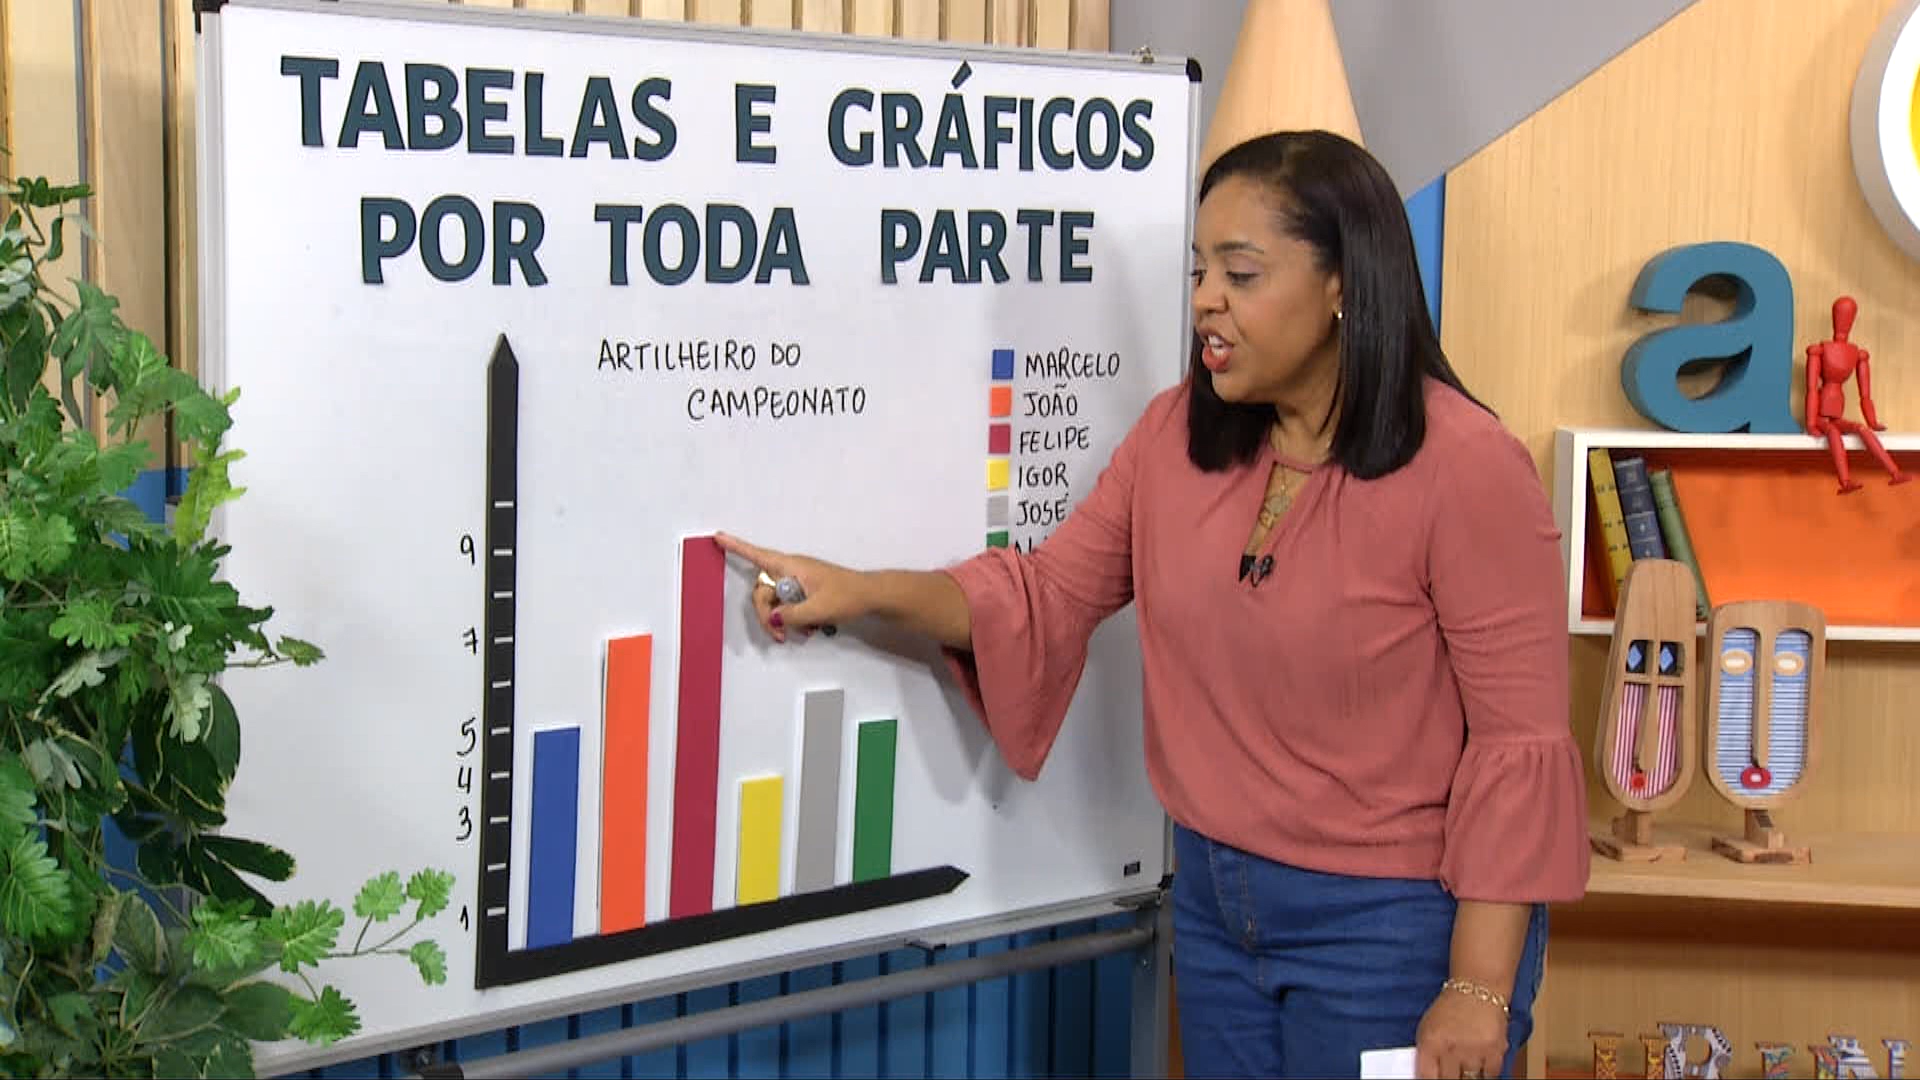 TABELAS E GRÁFICOS
POR TODA PARTE
ARTILHEIRO DO
CAMPEONATO
MARCELO
JOÃO
FELIPE
IGOR
JOSÉ
9
7
5
4
3
1
a